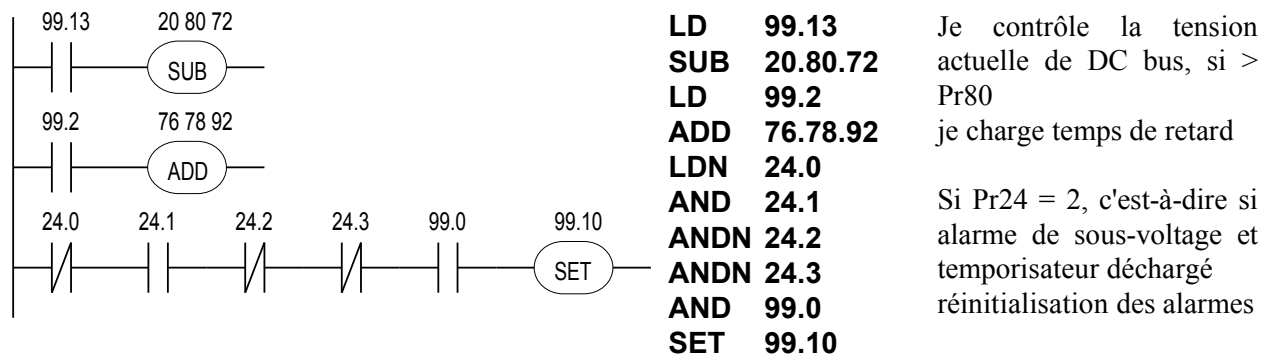 99.13 20 80 72
SUB
99.2 76 78 92
ADD
24.0 24.1 24.2 24.3 99.0 99.10
SET
LD 99.13
SUB 20.80.72
LD 99.2
ADD 76.78.92
LDN 24.0
AND 24.1
ANDN 24.2
ANDN 24.3
AND 99.0
SET 99.10
Je contrôle la tension
actuelle de DC bus, si >
Pr80
je charge temps de retard
Si Pr24 = 2, c'est-à-dire si
alarme de sous-voltage et
temporisateur déchargé
réinitialisation des alarmes